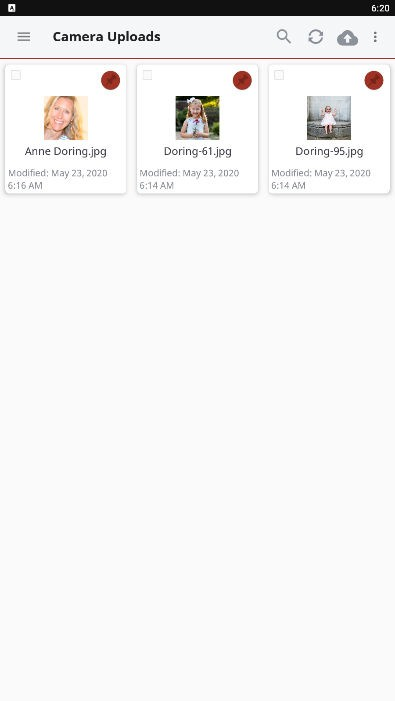 A
6:20
Camera Uploads
Anne Doring.jpg
Modified: May 23, 2020
6:16 AM
Doring-61.jpg
Modified: May 23, 2020
6:14 AM
Doring-95.jpg
Modified: May 23, 2020
6:14 AM